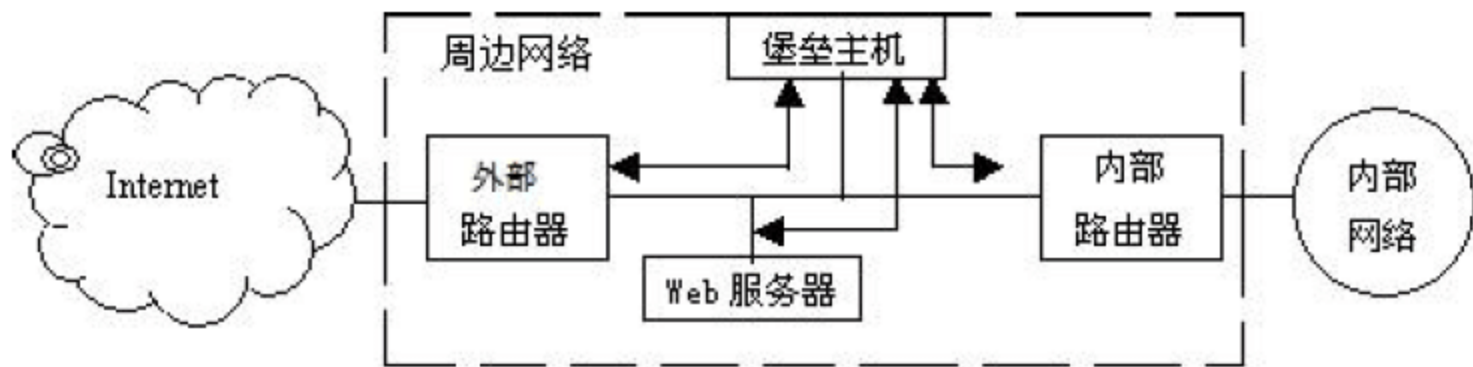 周边网络
堡垒主机
Internet
外部
路由器
Web 服务器
内部
路由器
内部
网络